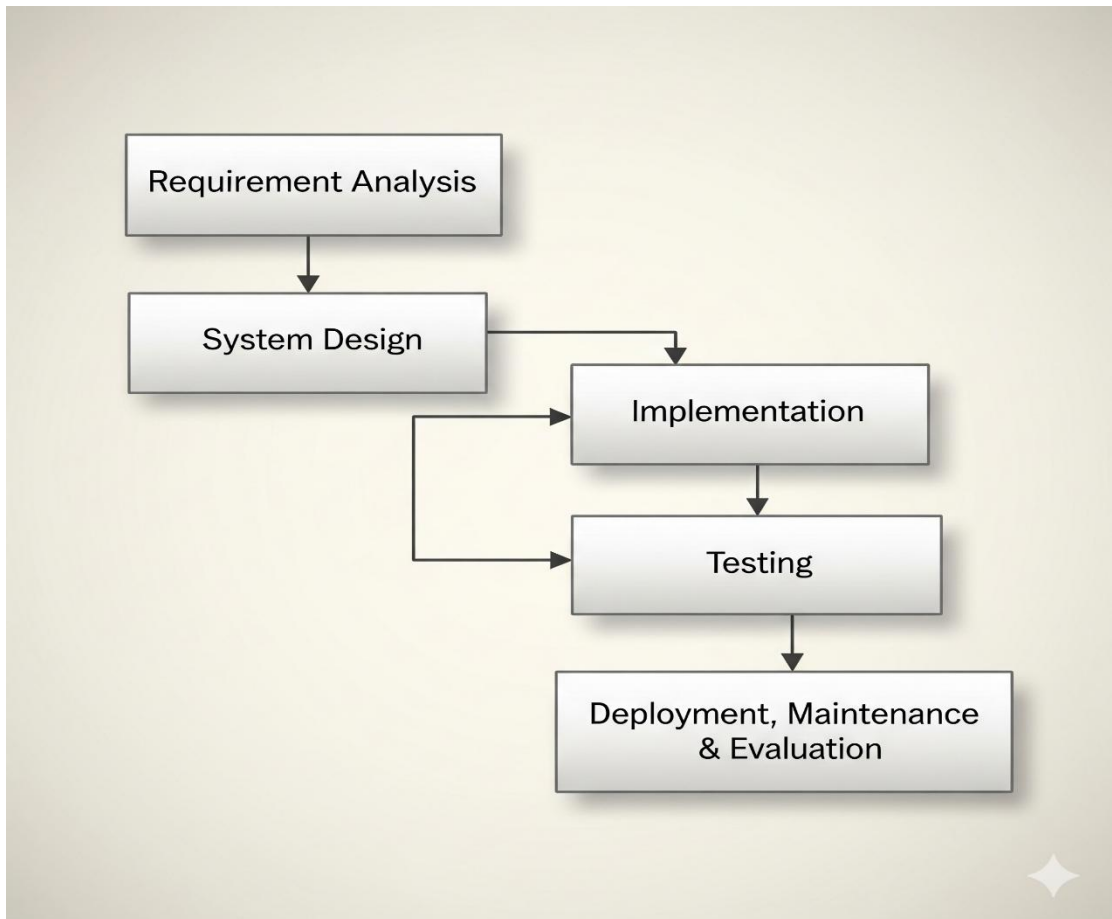 Requirement Analysis
System Design
Implementation
Testing
Deployment, Maintenance
& Evaluation